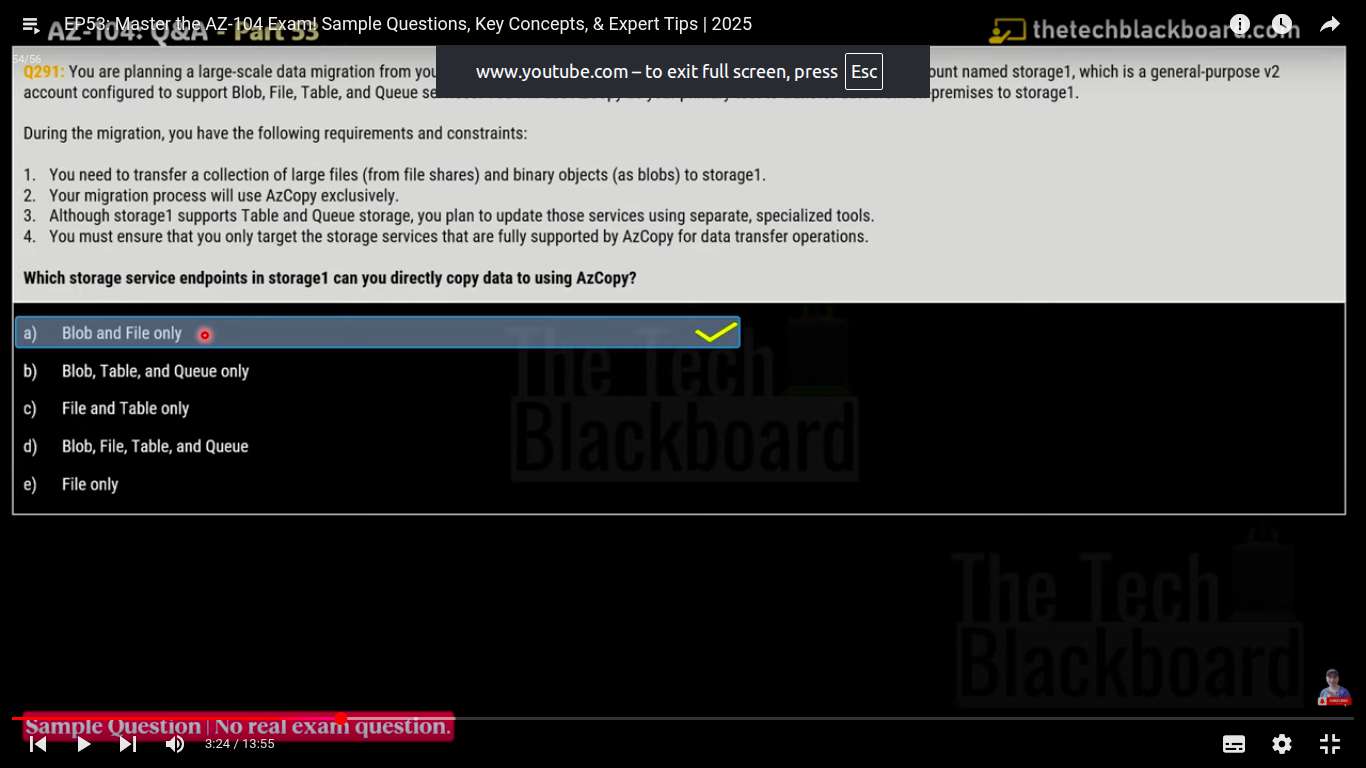 EP53: Master the AZ-104 Exam! Sample Questions, Key Concepts, & Expert Tips | 2025
AZ-104: Q&A - Part 53
thetechblackboard.com
54/56
www.youtube.com – to exit full screen, press Esc
Q291: You are planning a large-scale data migration from you ount named storage1, which is a general-purpose v2
account configured to support Blob, File, Table, and Queue se premises to storage1.
During the migration, you have the following requirements and constraints:
1. You need to transfer a collection of large files (from file shares) and binary objects (as blobs) to storage1.
2. Your migration process will use AzCopy exclusively.
3. Although storage1 supports Table and Queue storage, you plan to update those services using separate, specialized tools.
4. You must ensure that you only target the storage services that are fully supported by AzCopy for data transfer operations.
Which storage service endpoints in storage1 can you directly copy data to using AzCopy?
a) Blob and File only
b) Blob, Table, and Queue only
c) File and Table only
d) Blob, File, Table, and Queue
e) File only
The Tech
Blackboard
The Tech
Blackboard
Sample Question | No real exam question.
3:24 / 13:55